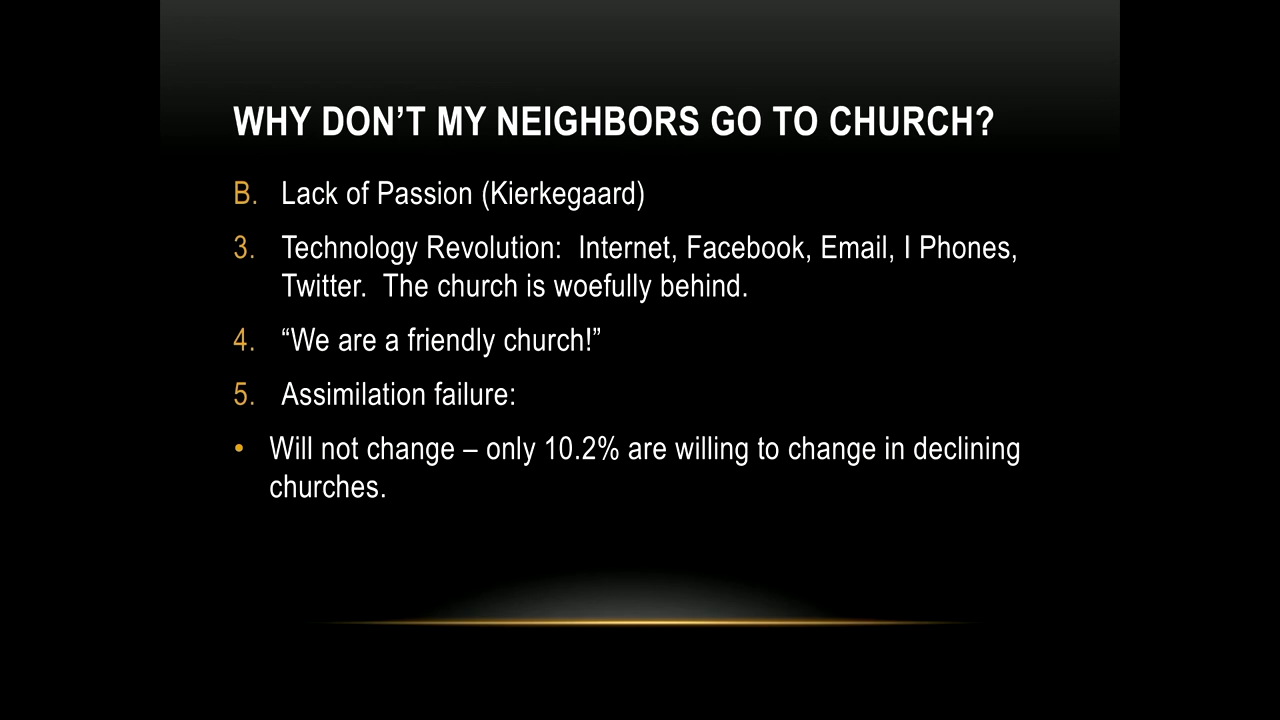 WHY DON'T MY NEIGHBORS GO TO CHURCH?
B. Lack of Passion (Kierkegaard)
3. Technology Revolution:  Internet, Facebook, Email, I Phones,
Twitter.  The church is woefully behind.
4. “We are a friendly church!”
5. Assimilation failure:
• Will not change – only 10.2% are willing to change in declining
churches.